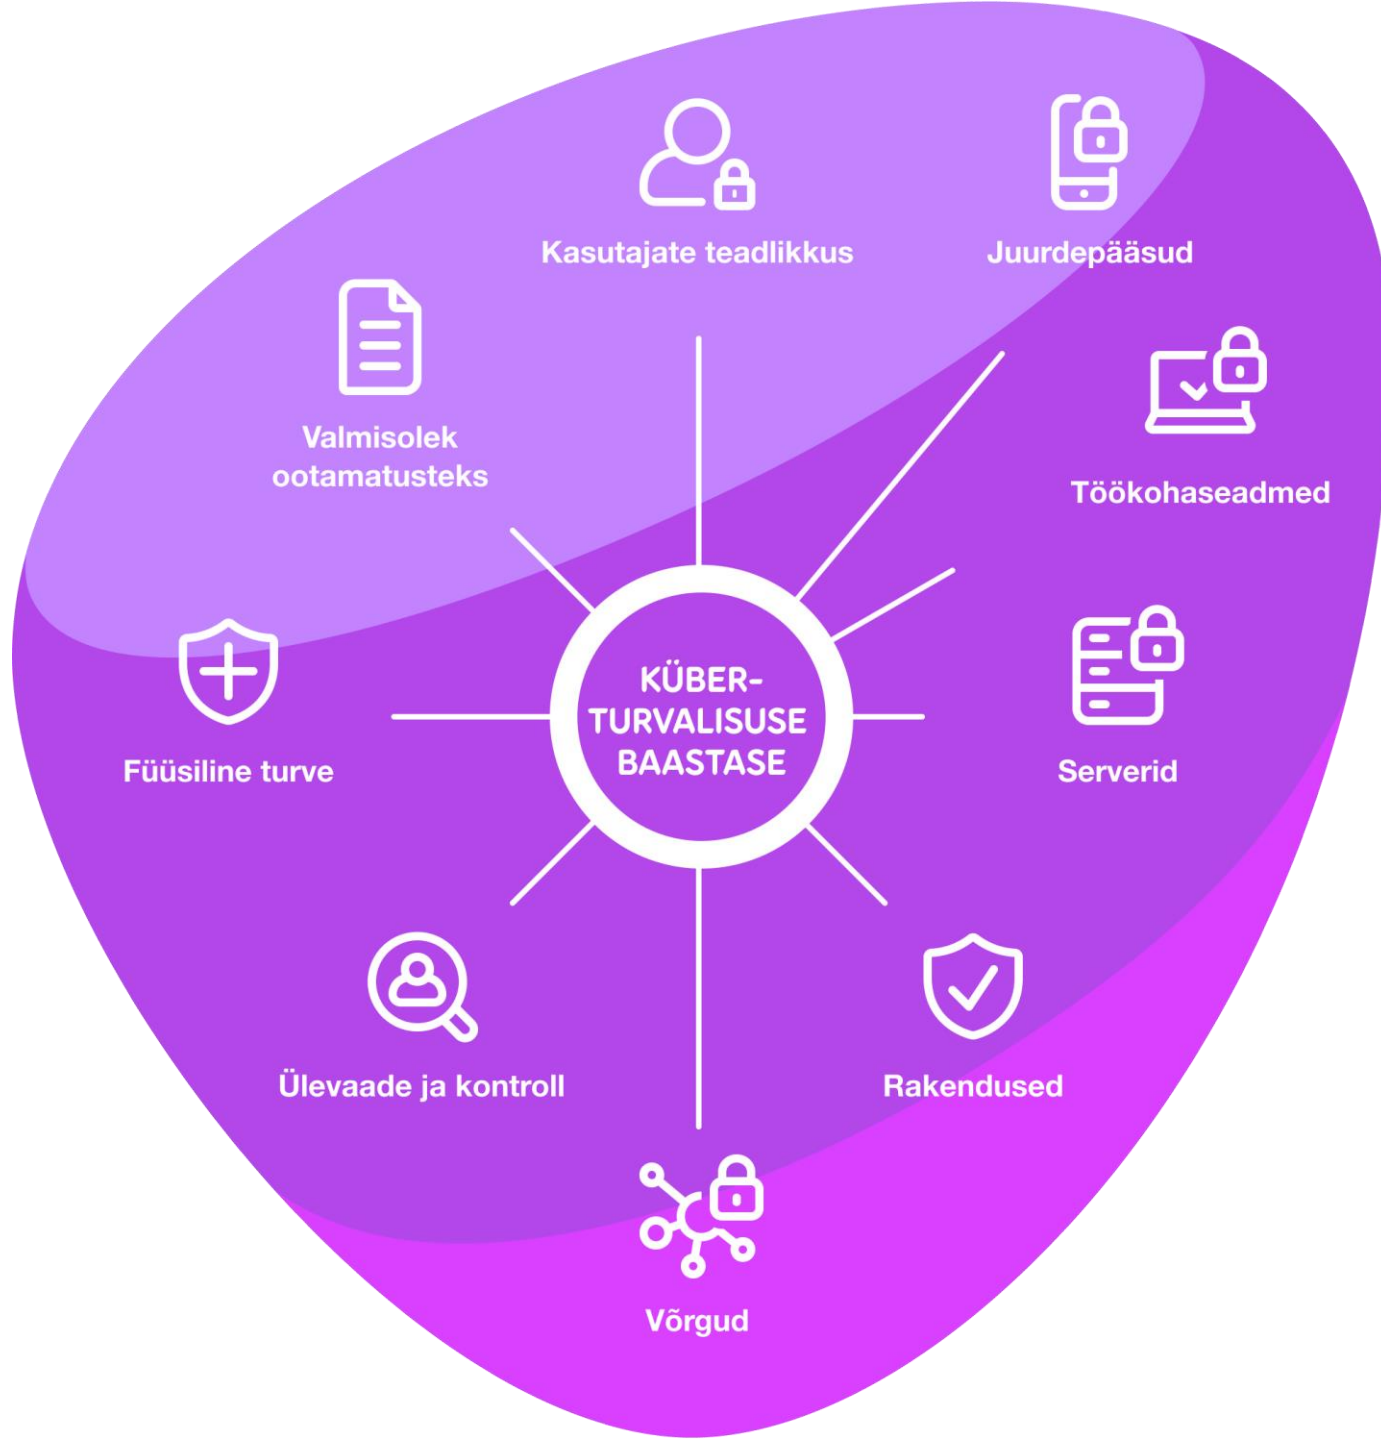 Kasutajate teadlikkus
Juurdepääsud
Valmisolek
ootamatusteks
Töökohaseadmed
KÜBER-
TURVALISUSE
BAASTASE
Füüsiline turve
Serverid
Ülevaade ja kontroll
Rakendused
Võrgud